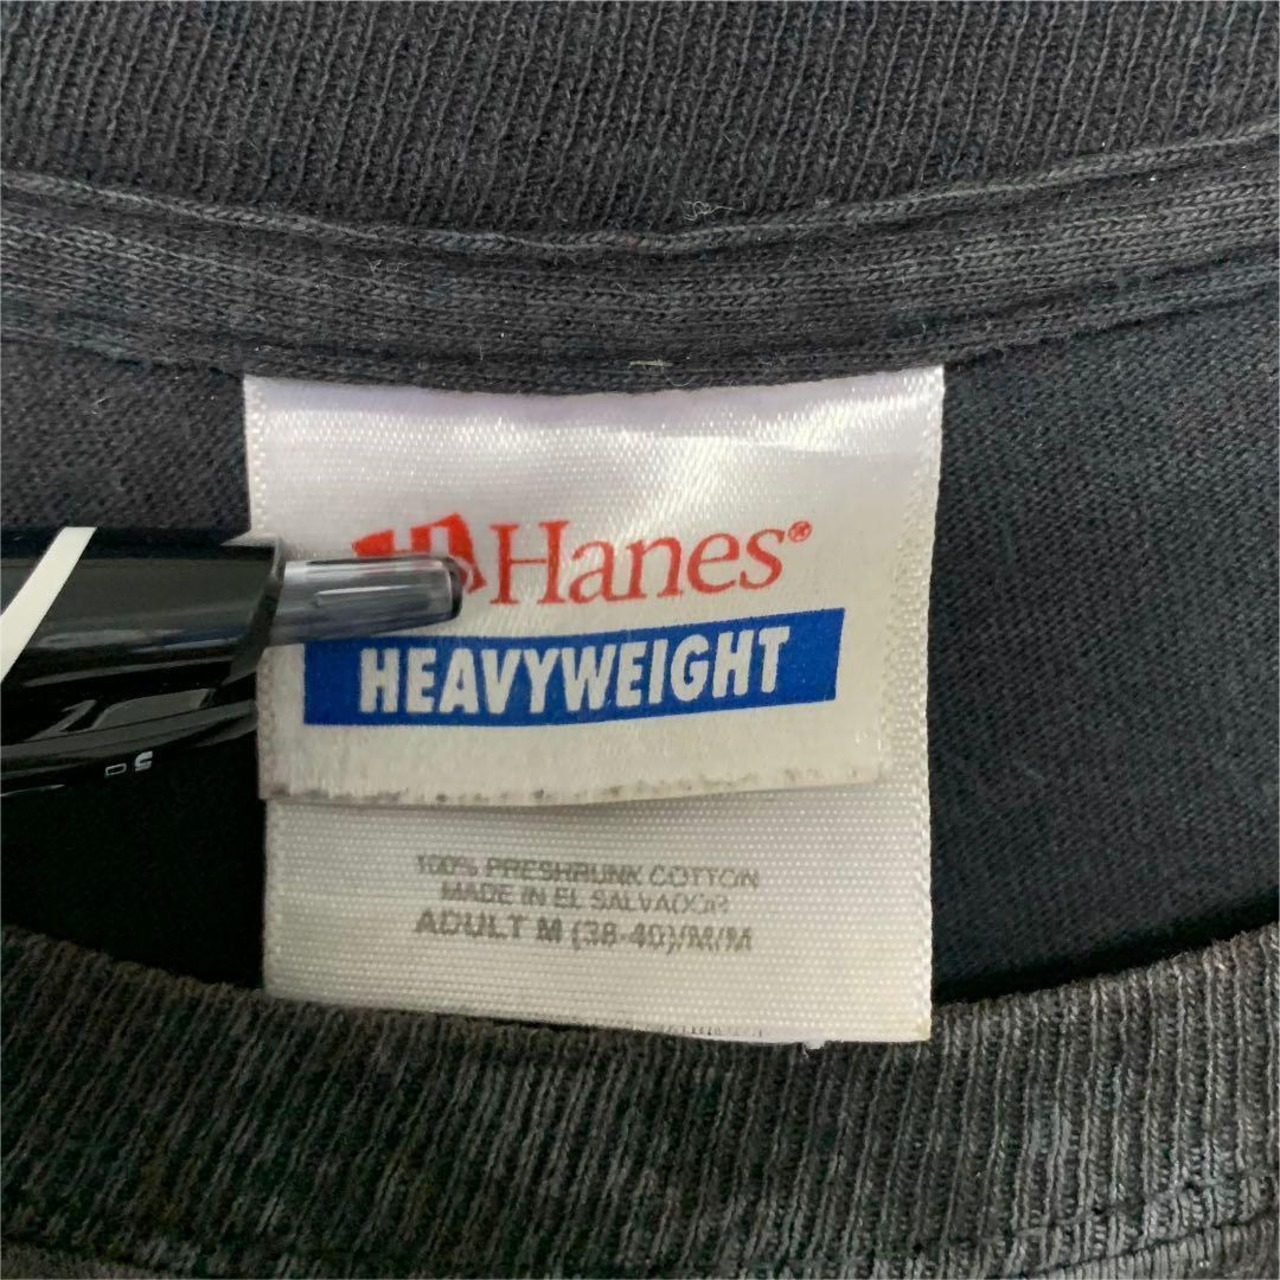 Hanes®
HEAVYWEIGHT
100% PRESHRUNK COTTON
MADE IN EL SALVADOR
ADULT M (38-40)/M/M